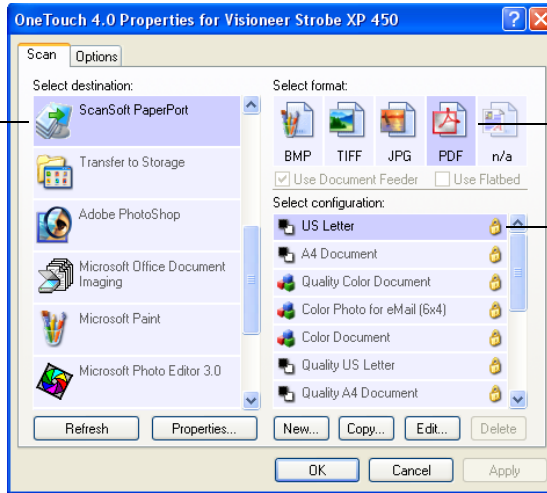 OneTouch 4.0 Properties for Visioneer Strobe XP 450
Scan
Options
Select destination:
ScanSoft PaperPort
Transfer to Storage
Adobe PhotoShop
Microsoft Office Document
Imaging
Microsoft Paint
Microsoft Photo Editor 3.0
Refresh
Properties...
Select format:
BMP
TIFF
JPG
PDF
n/a
Use Document Feeder
Use Flatbed
Select configuration:
US Letter
A4 Document
Quality Color Document
Color Photo for eMail (6x4)
Color Document
Quality US Letter
Quality A4 Document
New...
Copy...
Edit...
Delete
OK
Cancel
Apply